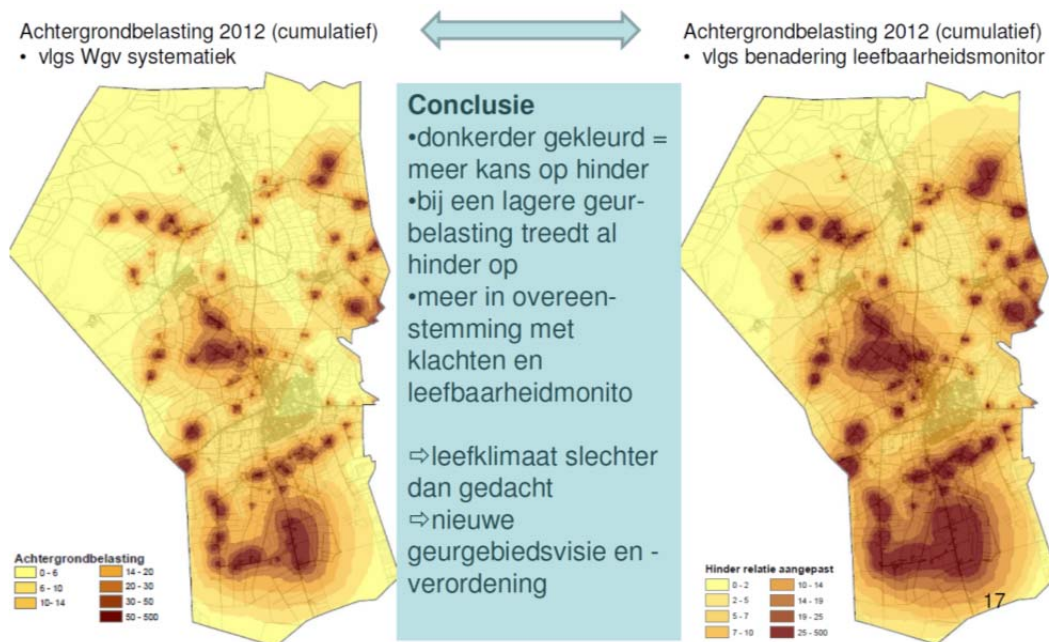 Achtergrondbelasting 2012 (cumulatief)
• vlgs Wgv systematiek
Achtergrondbelasting 2012 (cumulatief)
• vlgs benadering leefbaarheidsmonitor
Conclusie
•donkerder gekleurd =
meer kans op hinder
•bij een lagere geur-
belasting treedt al
hinder op
•meer in overeen-
stemming met
klachten en
leefbaarheidmonito
⇨leefklimaat slechter
dan gedacht
⇨nieuwe
geurgebiedsvisie en -
verordening
Achtergrondbelasting
0 - 6
6 - 10
10 - 14
14 - 20
20 - 30
30 - 50
50 - 500
Hinder relatie aangepast
0 - 2
2 - 5
5 - 7
7 - 10
10 - 14
14 - 19
19 - 25
25 - 500
17